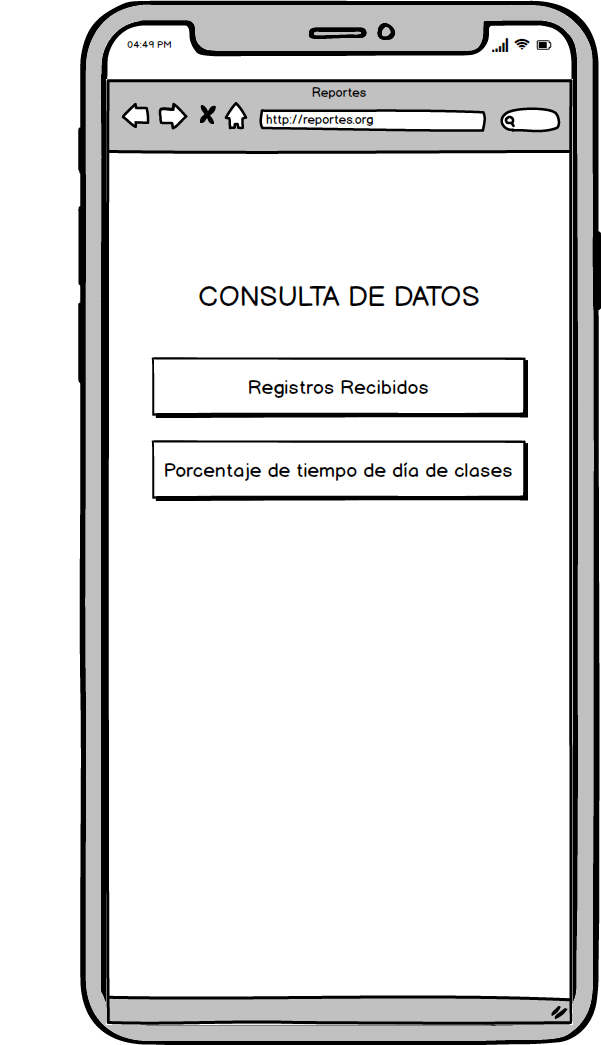 04:49 PM
Reportes
http://reportes.org
CONSULTA DE DATOS
Registros Recibidos
Porcentaje de tiempo de día de clases